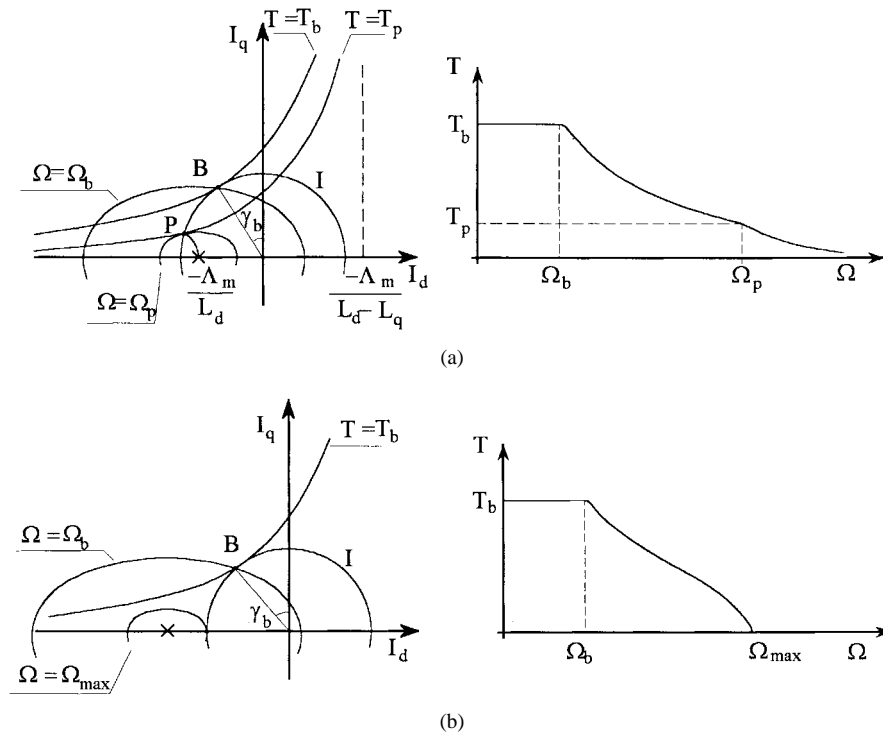 T=T_b T=T_p
I_q T
T_b
B
Ω=Ω_b I
γ_b
P T_p
-Λ_m I_d -Λ_m
Ω_b Ω_p Ω
Ω=Ω_p L_d L_d-L_q
(a)
I_q T
T=T_b
T_b
Ω=Ω_b B I
γ_b
I_d
Ω_b Ω_max Ω
Ω=Ω_max
(b)